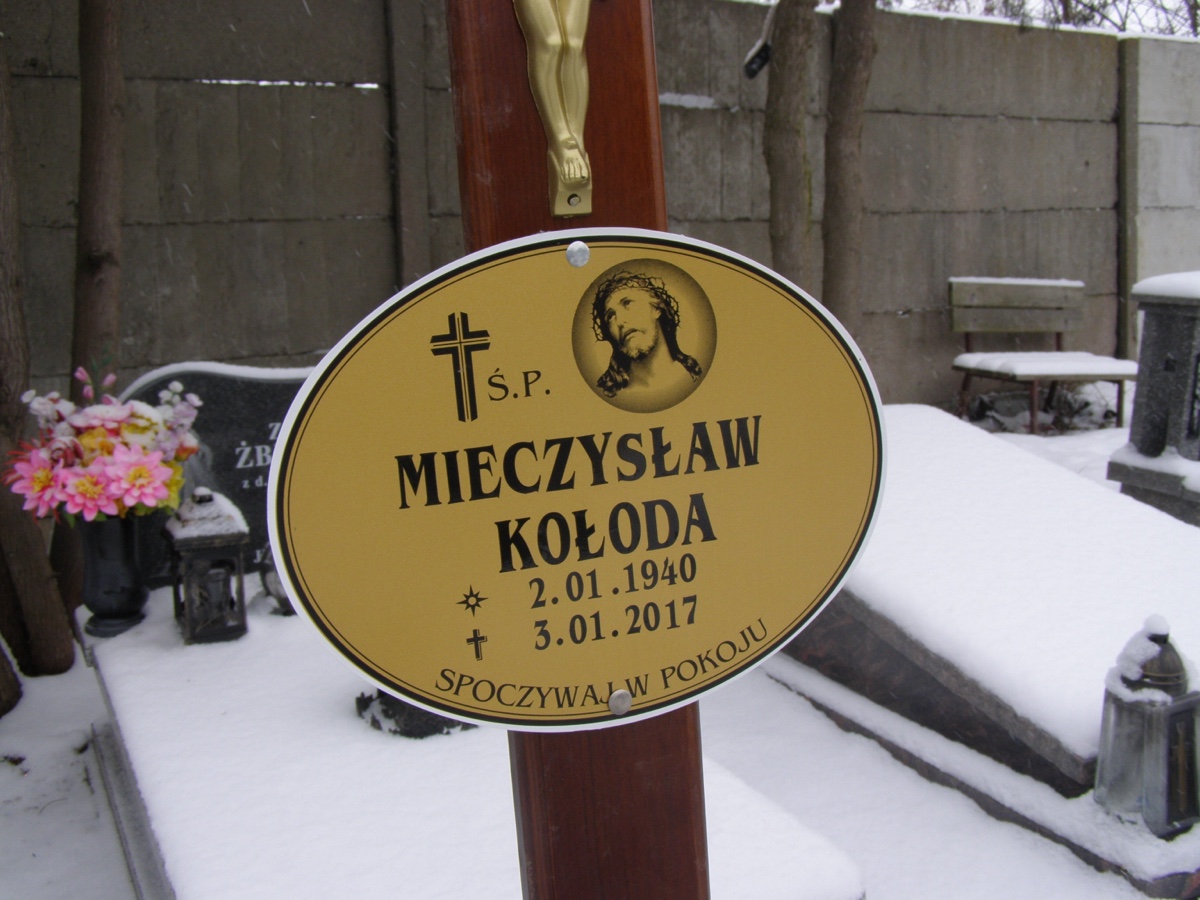 Ś.P.
MIECZYSŁAW
KOŁODA
2.01.1940
3.01.2017
SPOCZYWAJ W POKOJU